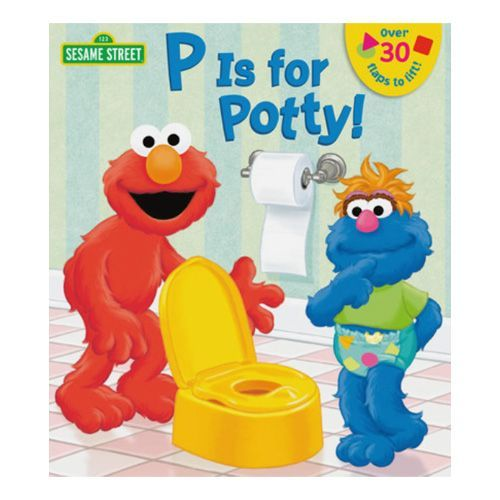 123
SESAME STREET
P Is for
Potty!
Over
30
flaps to lift!